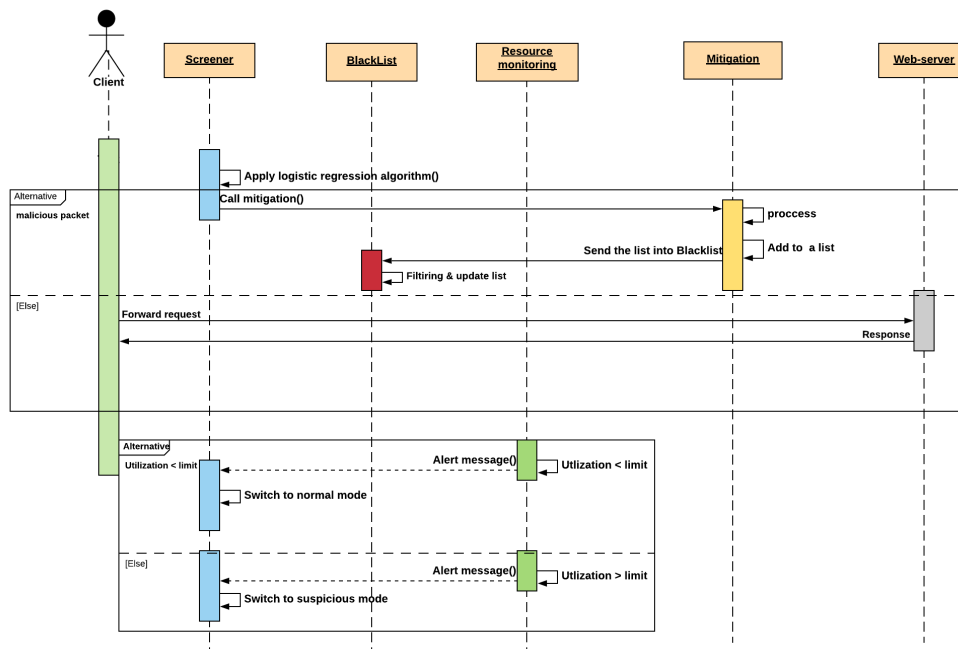 Client
Screener
BlackList
Resource
monitoring
Mitigation
Web-server
Apply logistic regression algorithm()
Alternative
Call mitigation()
malicious packet
proccess
Add to a list
Send the list into Blacklist
Filtiring & update list
[Else]
Forward request
Response
Alternative
Utilization < limit
Alert message()
Utlization < limit
Switch to normal mode
[Else]
Alert message()
Utlization > limit
Switch to suspicious mode